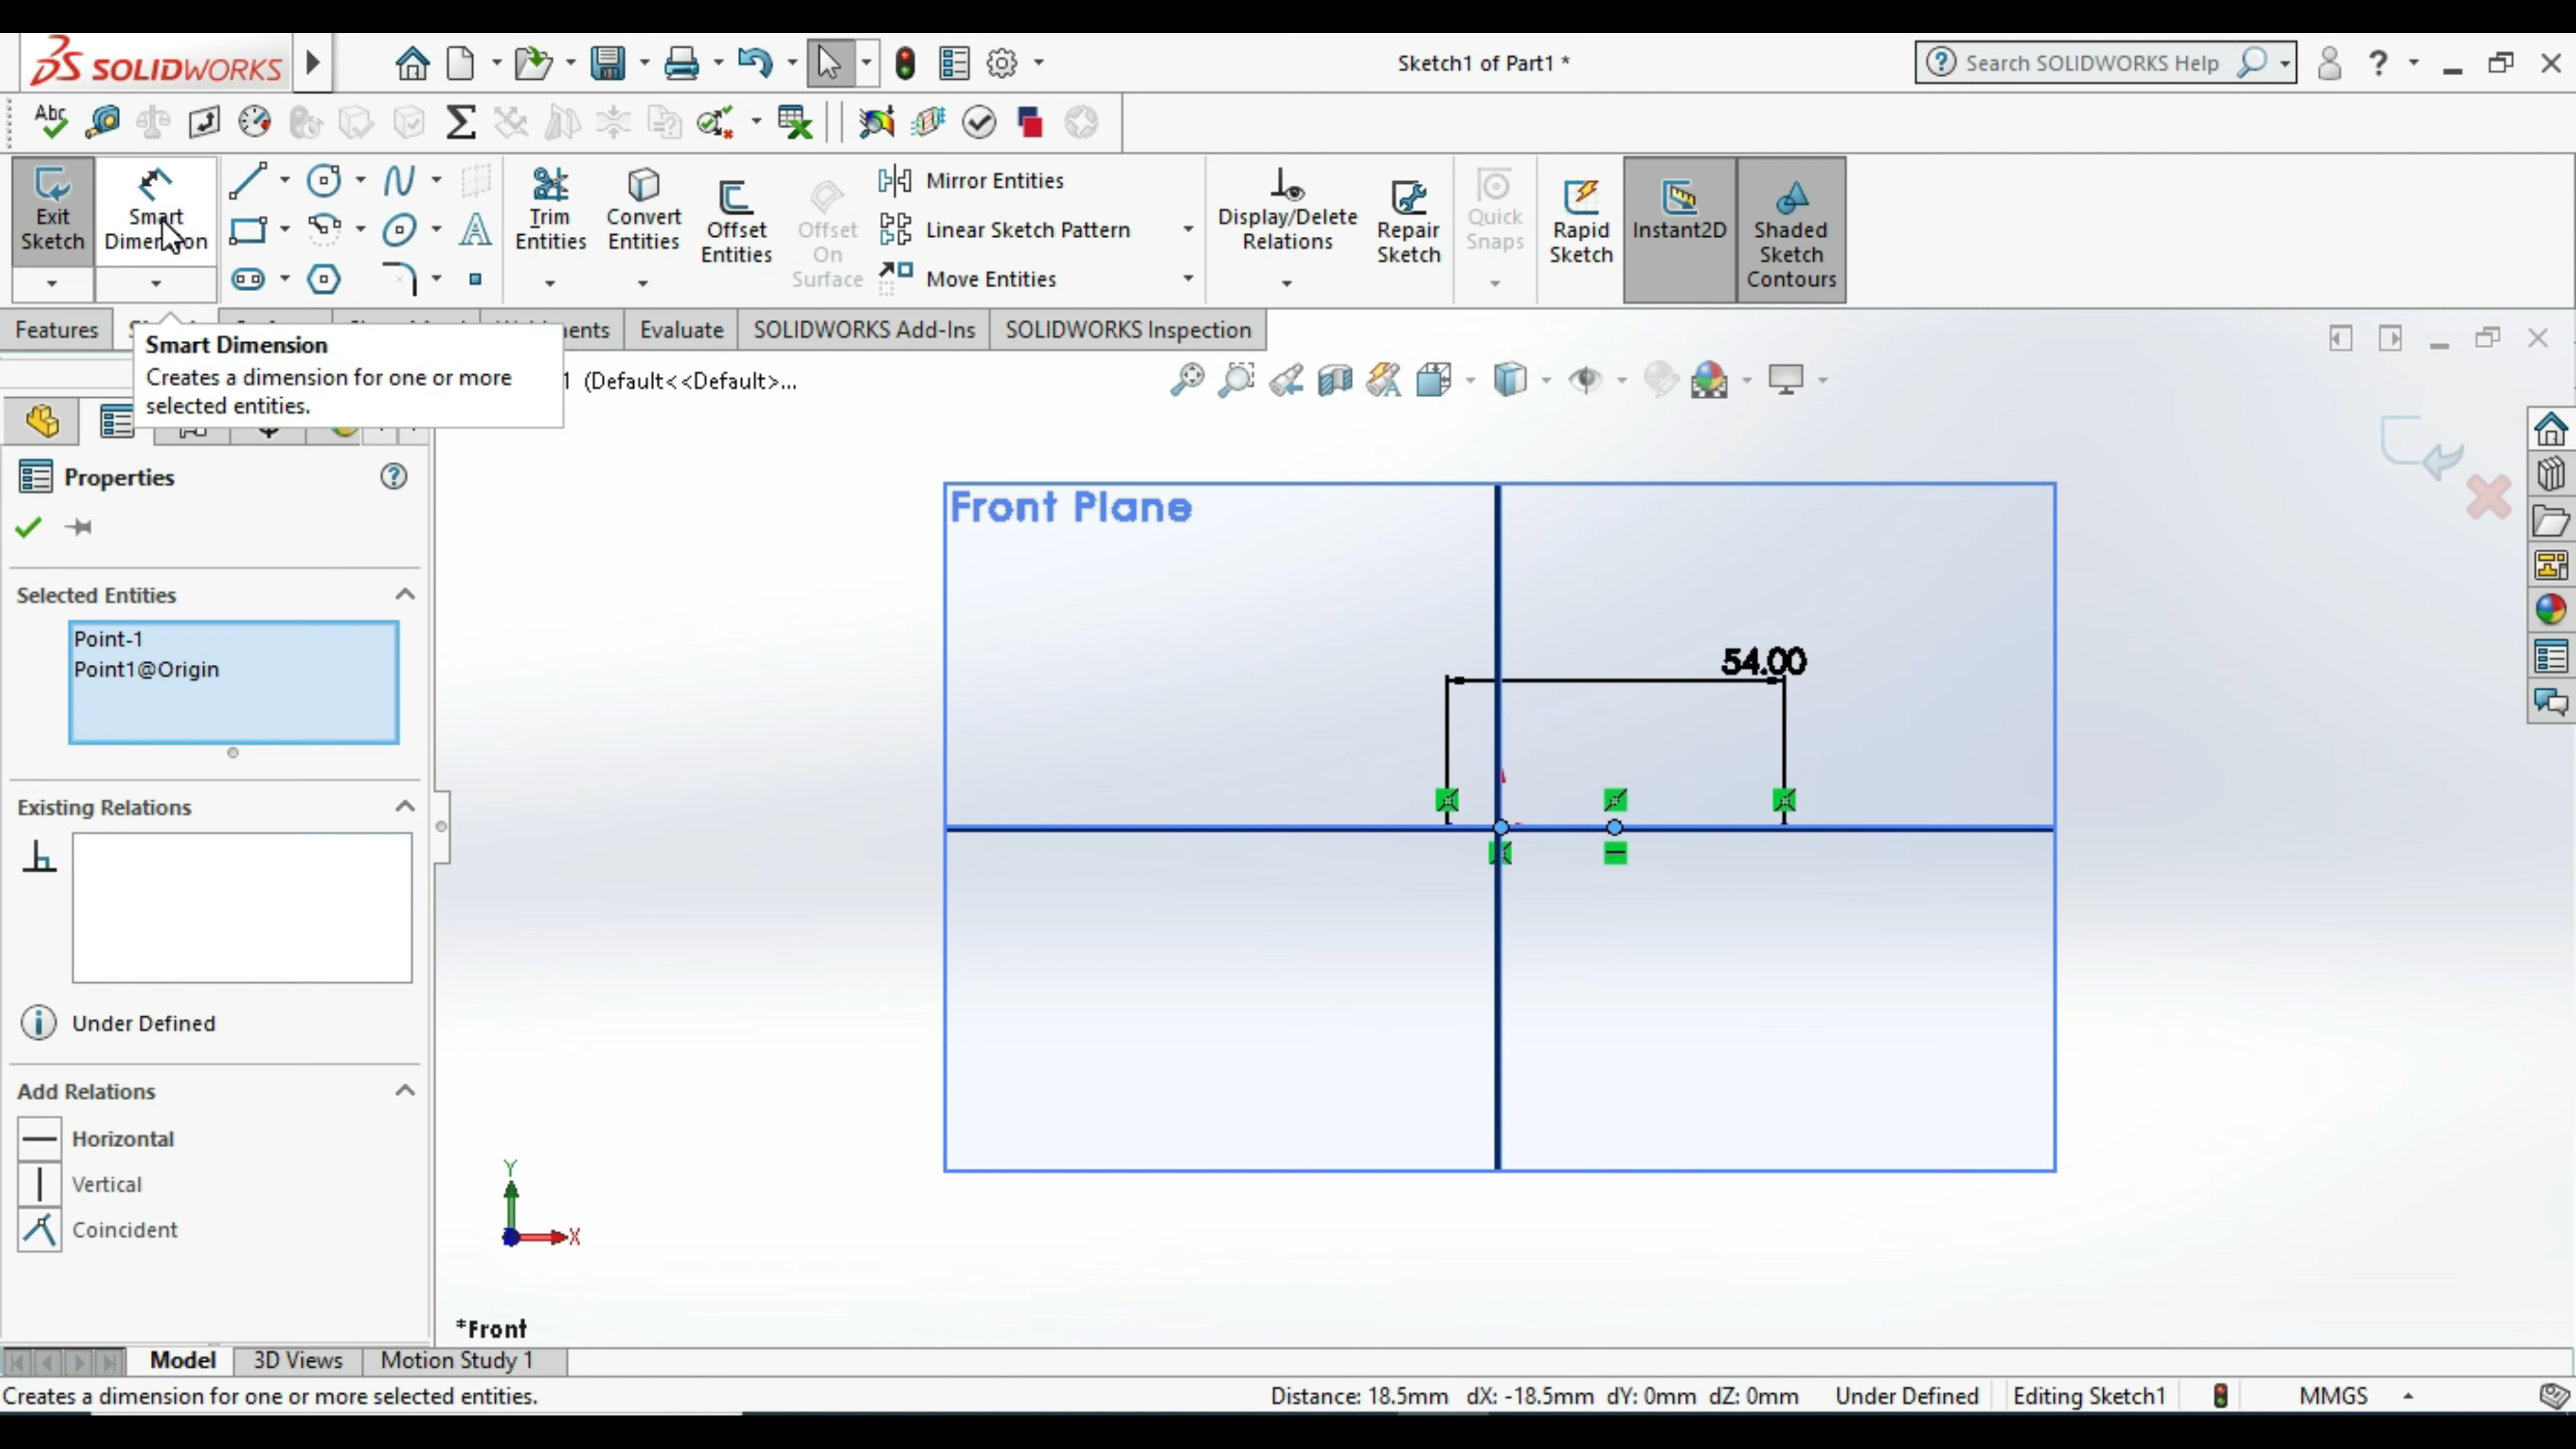 SOLIDWORKS
Sketch1 of Part1 *
Search SOLIDWORKS Help
?
Abc
Exit Sketch
Smart Dimension
Trim Entities
Convert Entities
Offset Entities
Offset On Surface
Mirror Entities
Linear Sketch Pattern
Move Entities
Display/Delete Relations
Repair Sketch
Quick Snaps
Rapid Sketch
Instant2D
Shaded Sketch Contours
Features
Evaluate
SOLIDWORKS Add-Ins
SOLIDWORKS Inspection
Smart Dimension
Creates a dimension for one or more
selected entities.
1 (Default<<Default>...
Properties
Selected Entities
Point-1
Point1@Origin
Existing Relations
Under Defined
Add Relations
Horizontal
Vertical
Coincident
Front Plane
54.00
Y
X
*Front
Model
3D Views
Motion Study 1
Creates a dimension for one or more selected entities.
Distance: 18.5mm dX: -18.5mm dY: 0mm dZ: 0mm
Under Defined
Editing Sketch1
MMGS